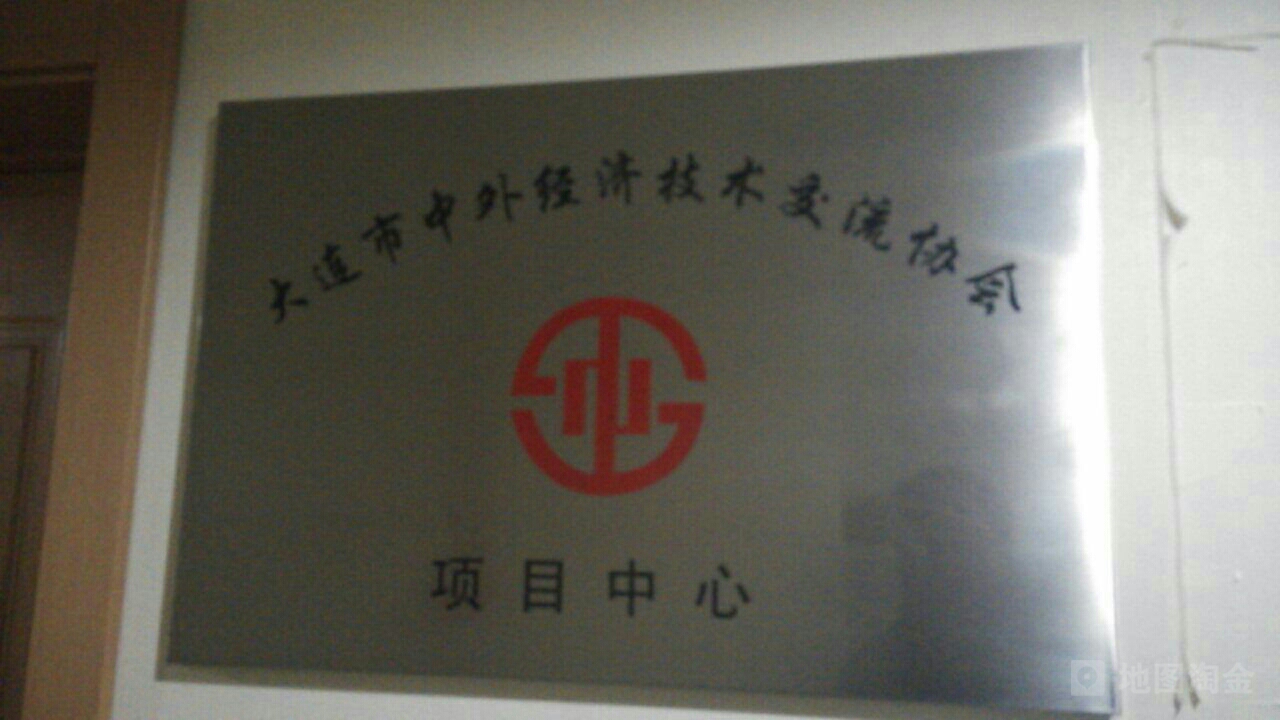 大连市中外经济技术交流协会
项目中心
地图淘金